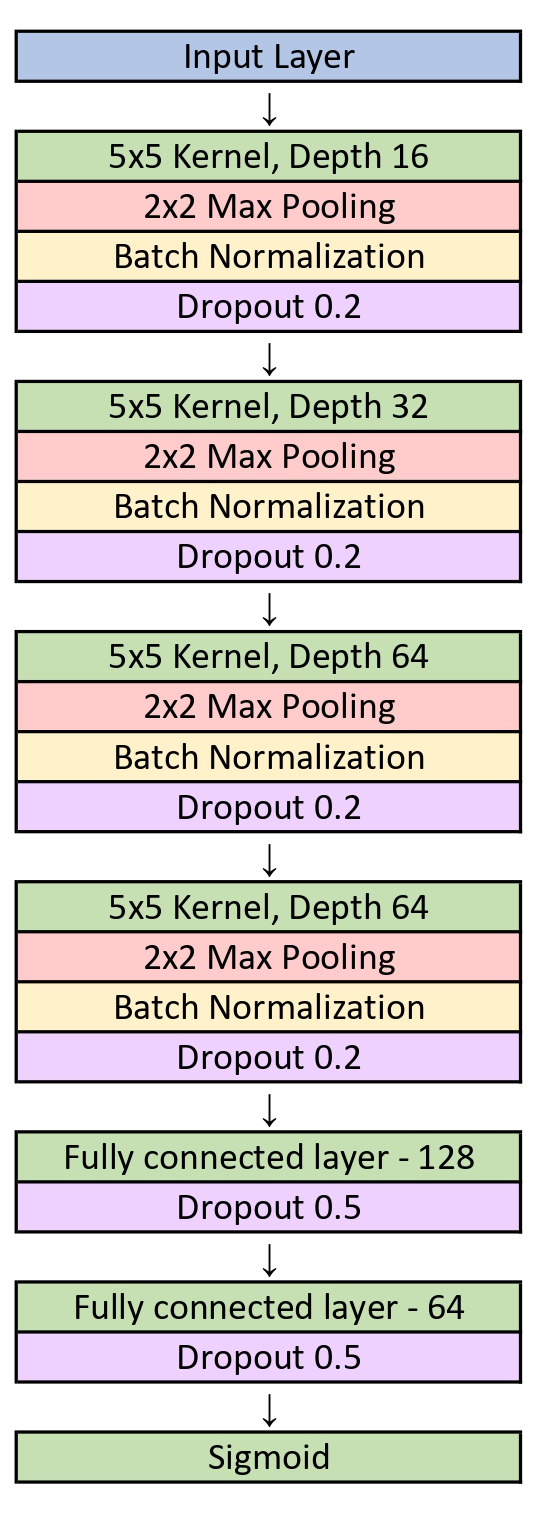 Input Layer
↓
5x5 Kernel, Depth 16
2x2 Max Pooling
Batch Normalization
Dropout 0.2
↓
5x5 Kernel, Depth 32
2x2 Max Pooling
Batch Normalization
Dropout 0.2
↓
5x5 Kernel, Depth 64
2x2 Max Pooling
Batch Normalization
Dropout 0.2
↓
5x5 Kernel, Depth 64
2x2 Max Pooling
Batch Normalization
Dropout 0.2
↓
Fully connected layer - 128
Dropout 0.5
↓
Fully connected layer - 64
Dropout 0.5
↓
Sigmoid